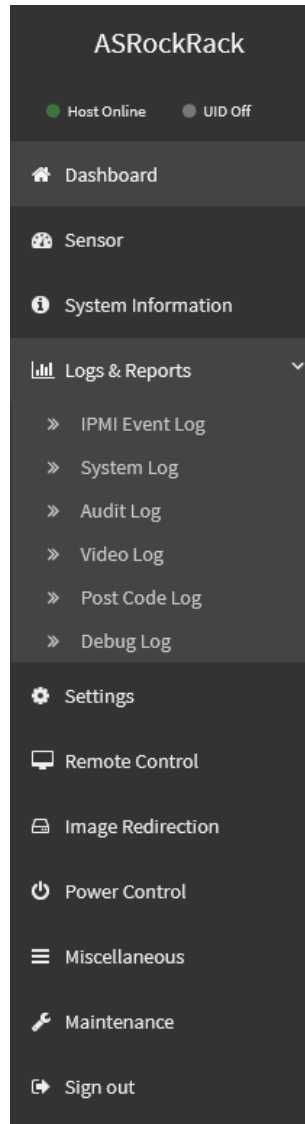 ASRockRack
Host Online UID Off
Dashboard
Sensor
System Information
Logs & Reports
IPMI Event Log
System Log
Audit Log
Video Log
Post Code Log
Debug Log
Settings
Remote Control
Image Redirection
Power Control
Miscellaneous
Maintenance
Sign out